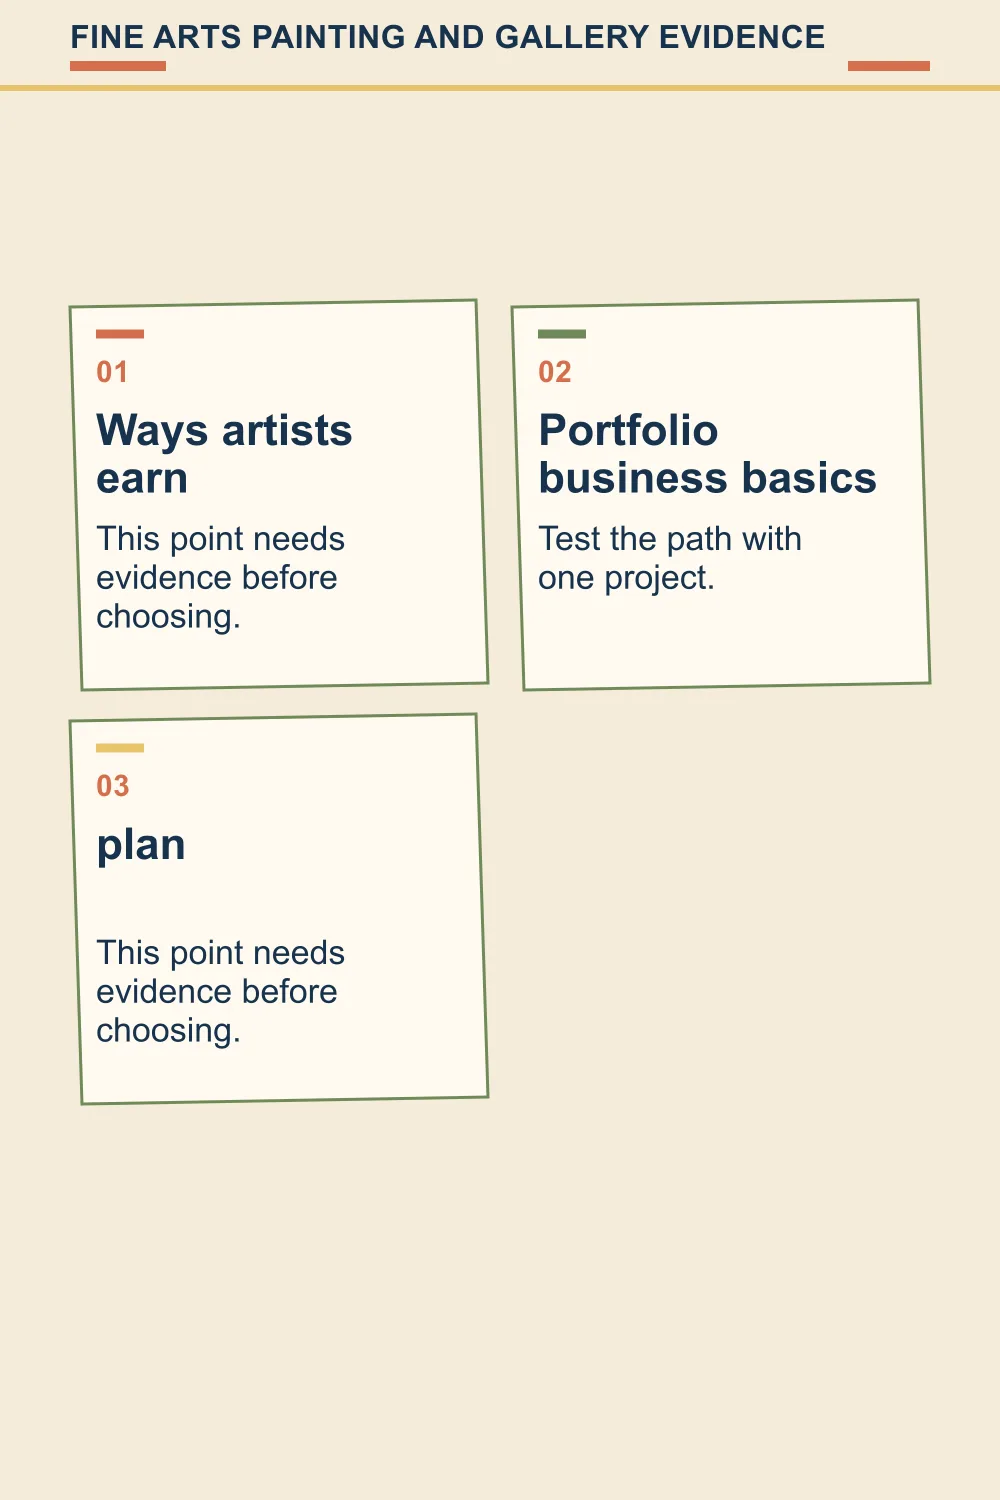 FINE ARTS PAINTING AND GALLERY EVIDENCE
01
Ways artists
earn
This point needs
evidence before
choosing.
02
Portfolio
business basics
Test the path with
one project.
03
plan
This point needs
evidence before
choosing.